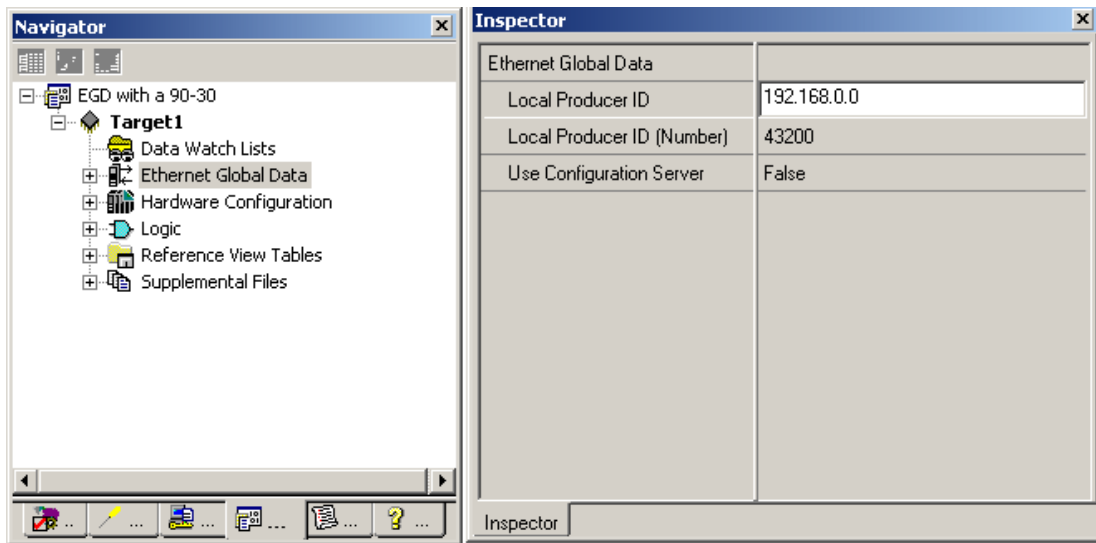 Navigator
EGD with a 90-30
Target1
Data Watch Lists
Ethernet Global Data
Hardware Configuration
Logic
Reference View Tables
Supplemental Files
.. ... ... ... ... ...
Inspector
Ethernet Global Data
Local Producer ID 192.168.0.0
Local Producer ID (Number) 43200
Use Configuration Server False
Inspector